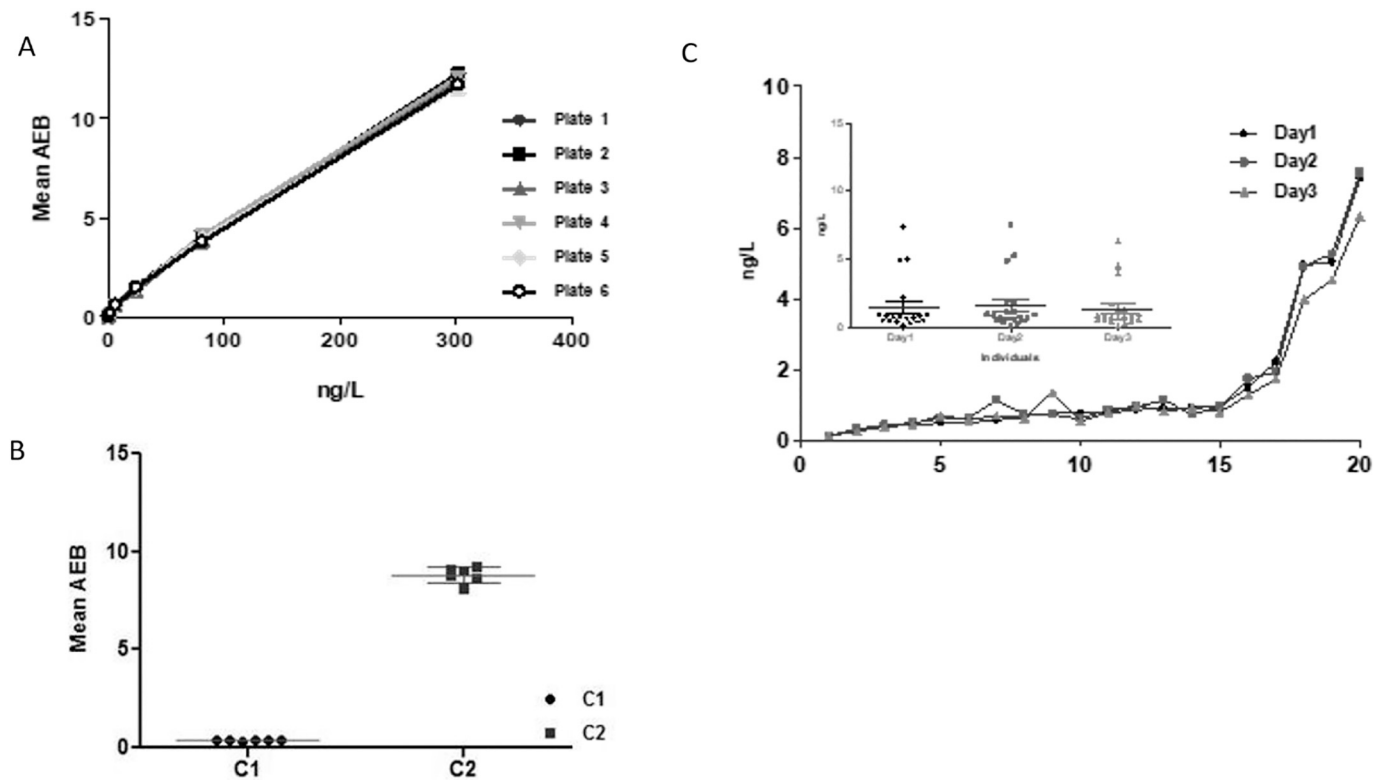 A
15
10
5
0
Mean AEB
0
100
200
300
400
ng/L
Plate 1
Plate 2
Plate 3
Plate 4
Plate 5
Plate 6
B
15
10
5
0
Mean AEB
C1
C2
C1
C2
C
10
8
6
4
2
0
ng/L
0
5
10
15
20
Day1
Day2
Day3
15
10
5
0
ng/L
Day1
Day2
Day3
Individuals